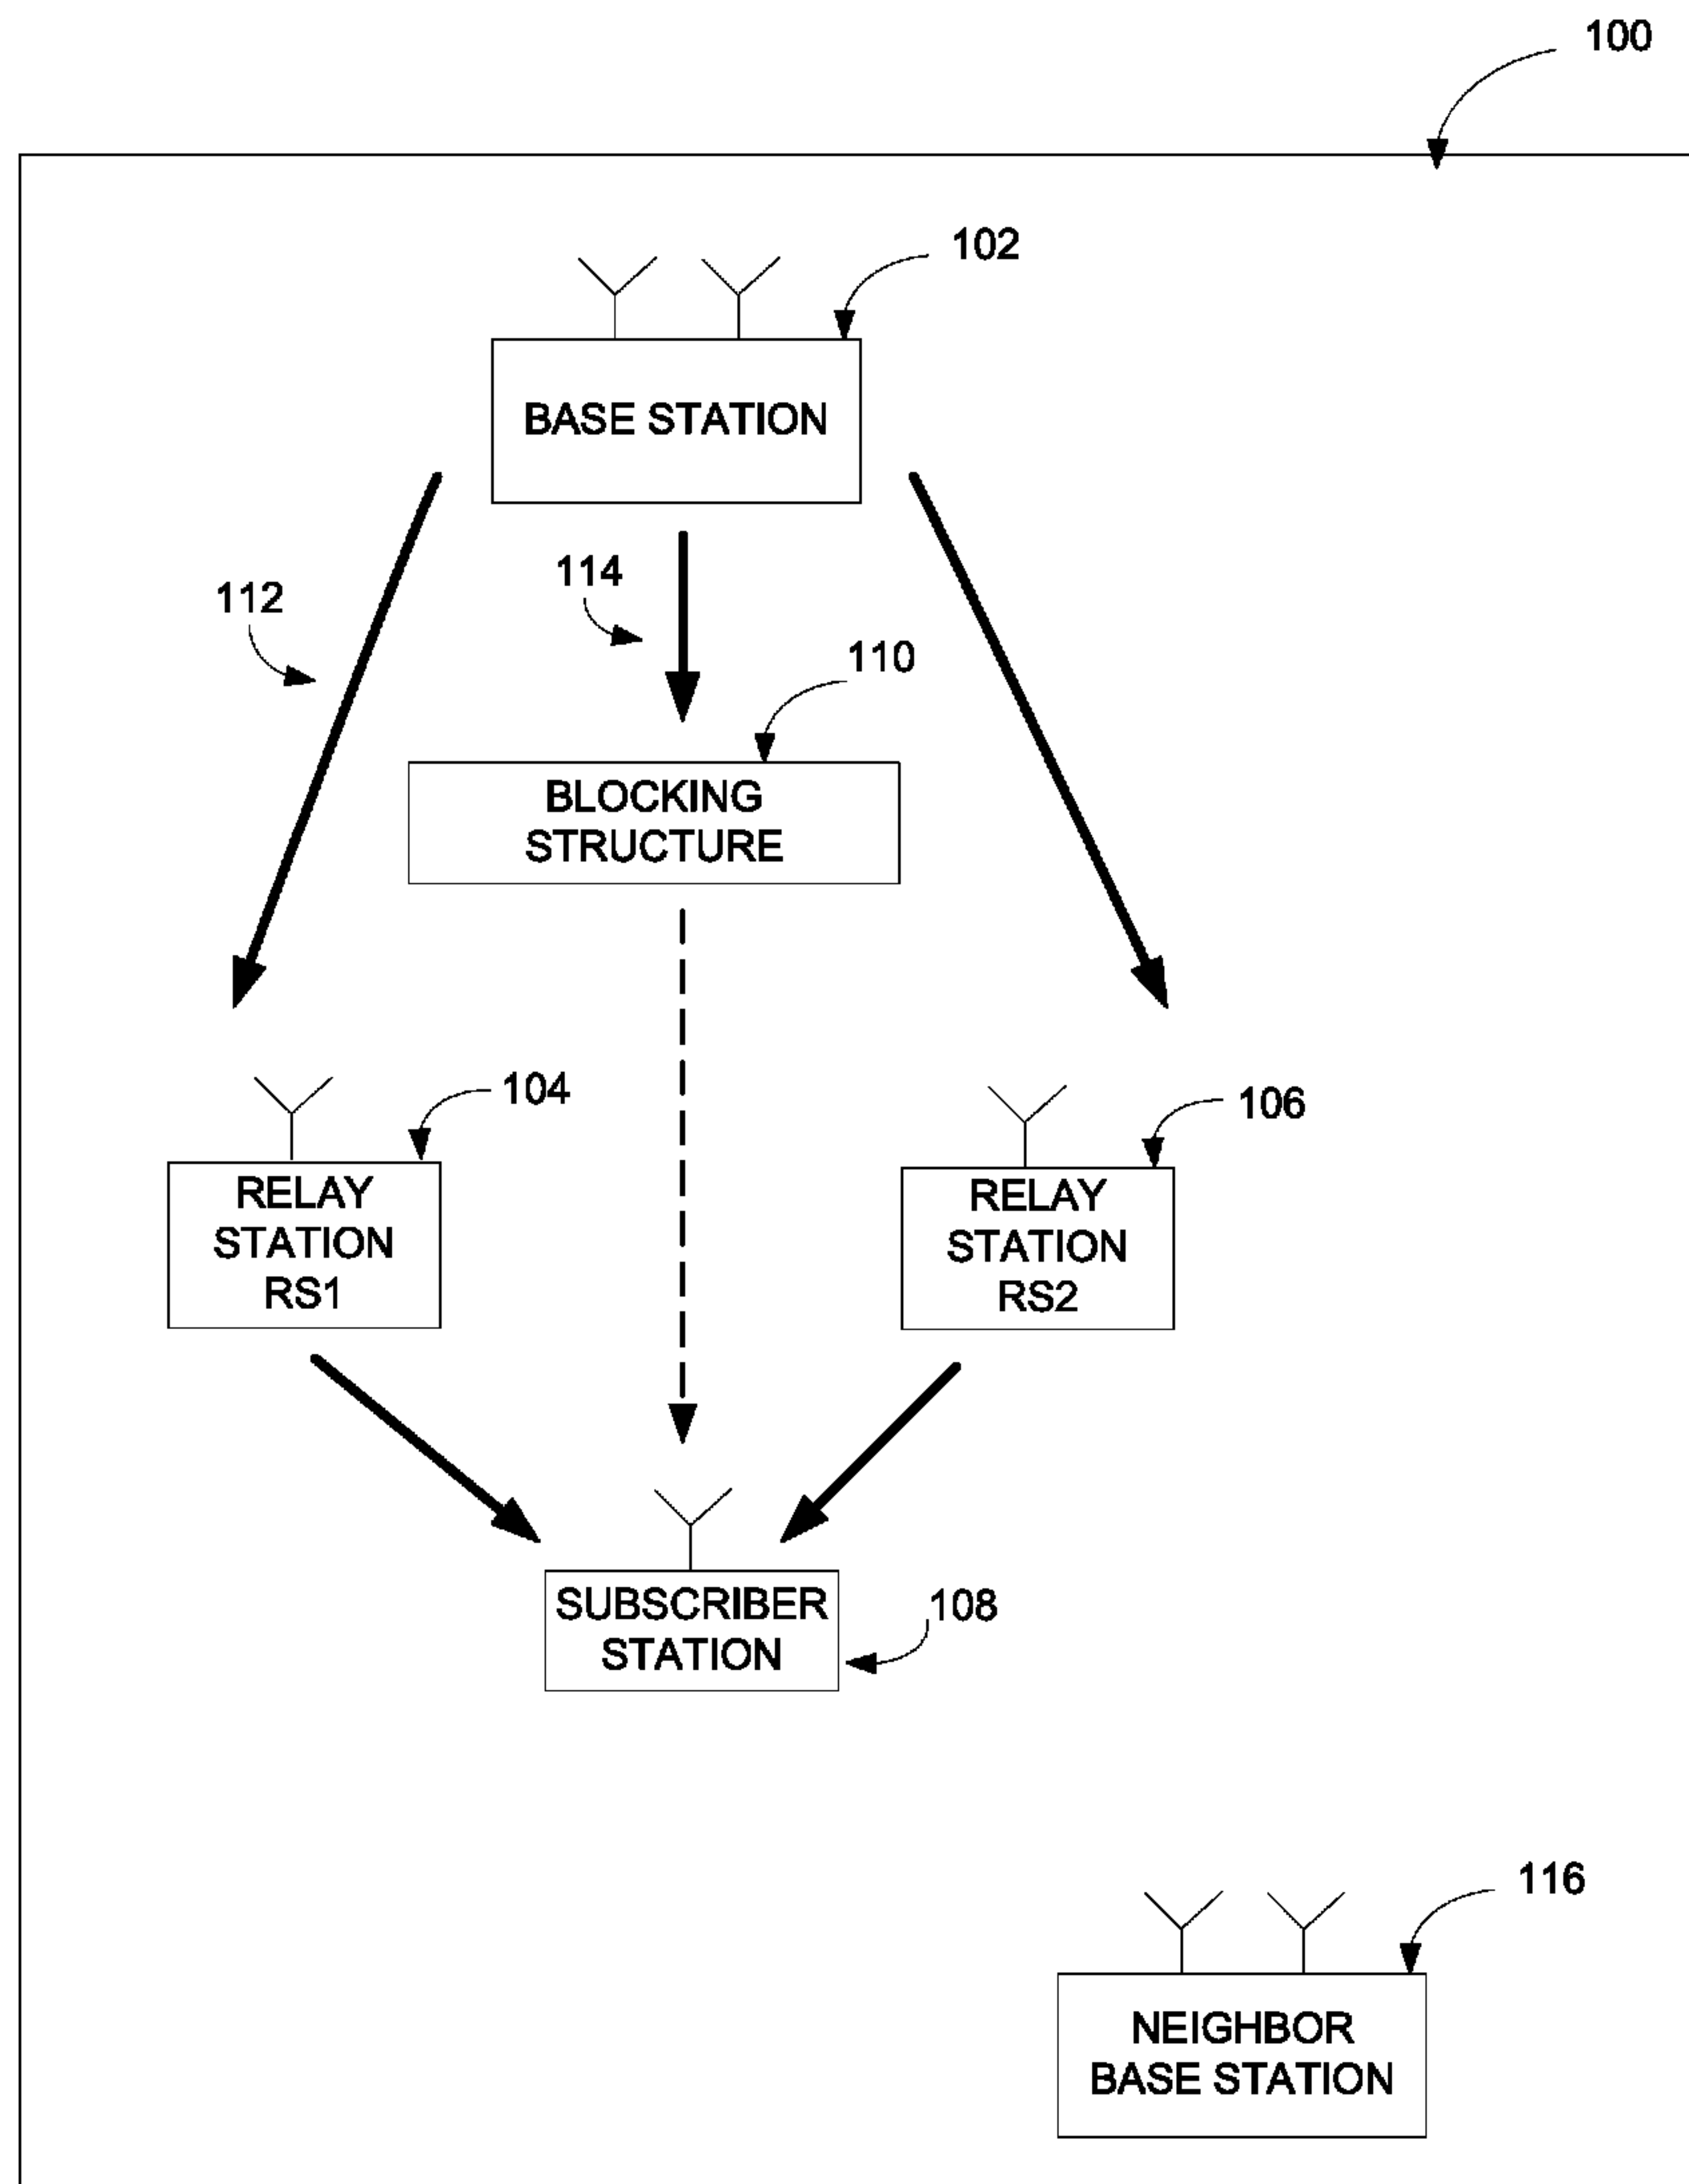 100
102
BASE STATION
114
112
110
BLOCKING
STRUCTURE
104
106
RELAY
STATION
RS1
RELAY
STATION
RS2
SUBSCRIBER
STATION
108
116
NEIGHBOR
BASE STATION